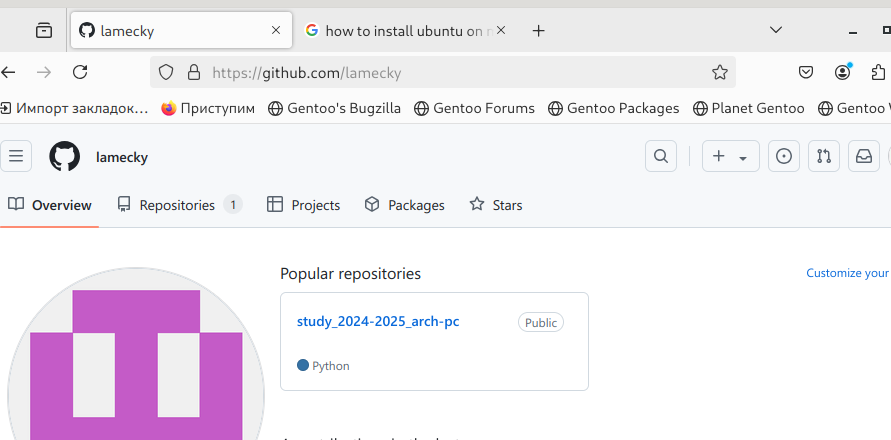 lamecky
how to install ubuntu on
https://github.com/lamecky
Импорт закладок…
Приступим
Gentoo's Bugzilla
Gentoo Forums
Gentoo Packages
Planet Gentoo
Gentoo
lamecky
Overview
Repositories 1
Projects
Packages
Stars
Popular repositories
Customize your
study_2024-2025_arch-pc
Public
Python